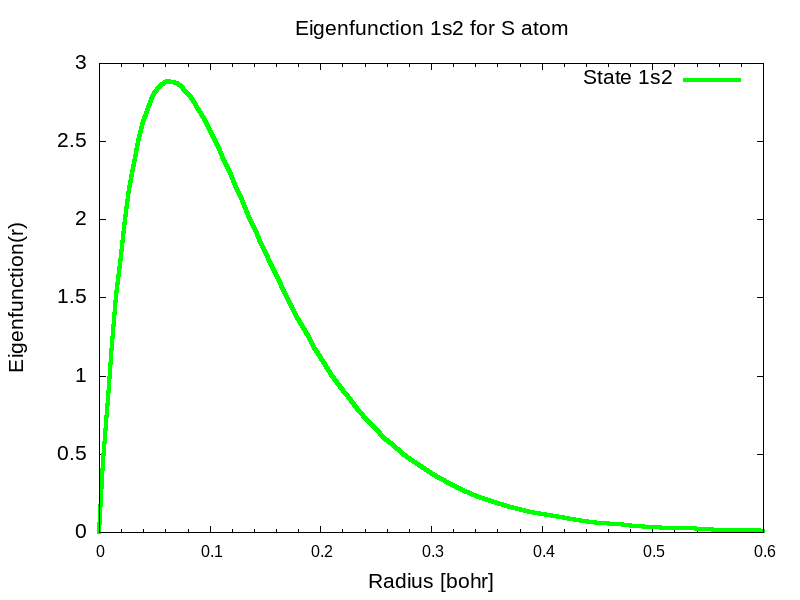 Eigenfunction 1s2 for S atom
State 1s2
3
2.5
2
1.5
1
0.5
0
Eigenfunction(r)
0 0.1 0.2 0.3 0.4 0.5 0.6
Radius [bohr]